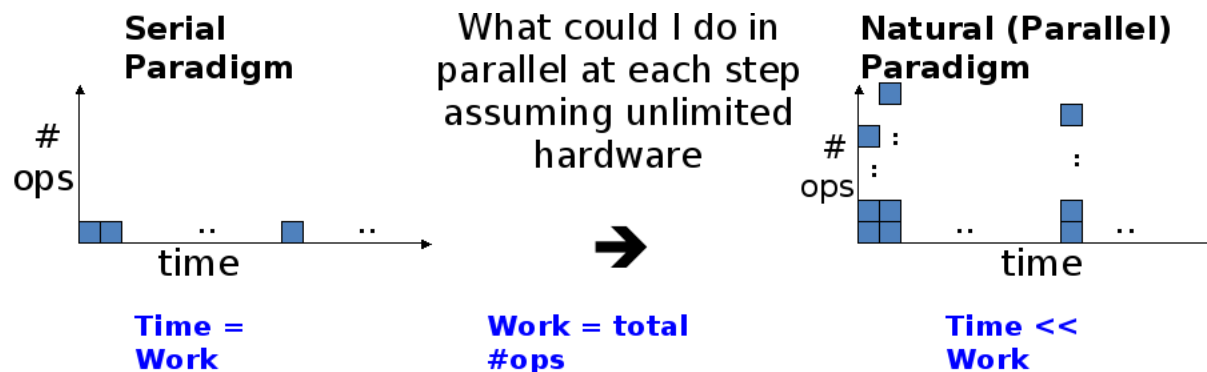 Serial
Paradigm
#
ops
..
..
time
Time =
Work
What could I do in
parallel at each step
assuming unlimited
hardware
➔
Work = total
#ops
Natural (Parallel)
Paradigm
#
ops
:
:
:
..
..
time
Time <<
Work